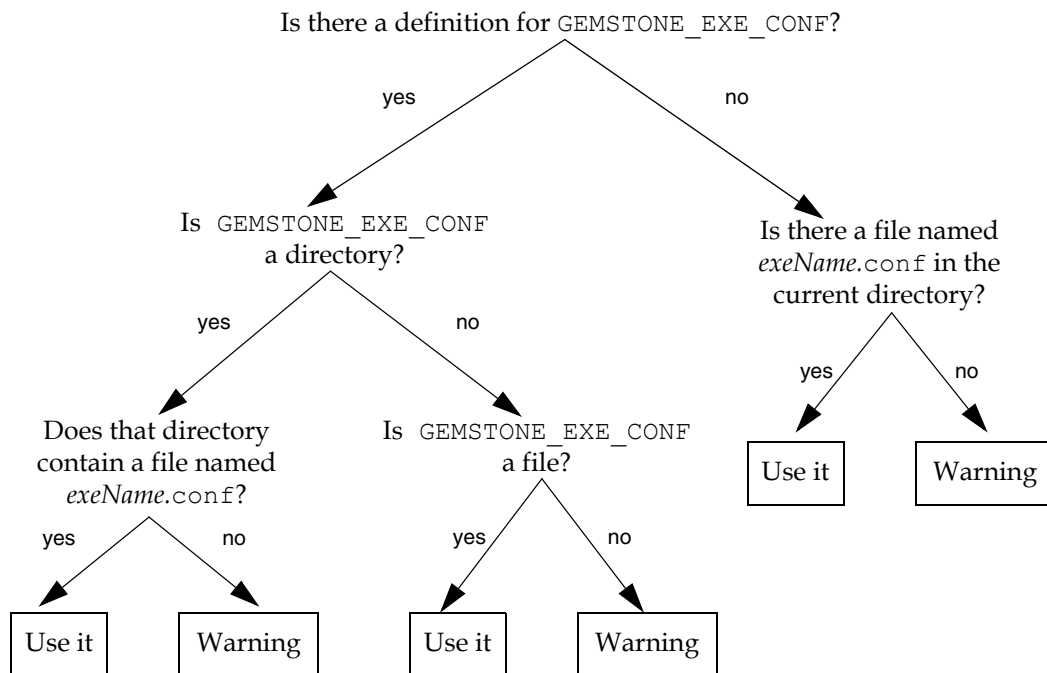 Is there a definition for GEMSTONE_EXE_CONF?
yes
no
Is GEMSTONE_EXE_CONF
a directory?
Is there a file named
exeName.conf in the
current directory?
yes
no
yes
no
Does that directory
contain a file named
exeName.conf?
Is GEMSTONE_EXE_CONF
a file?
Use it
Warning
yes
no
yes
no
Use it
Warning
Use it
Warning